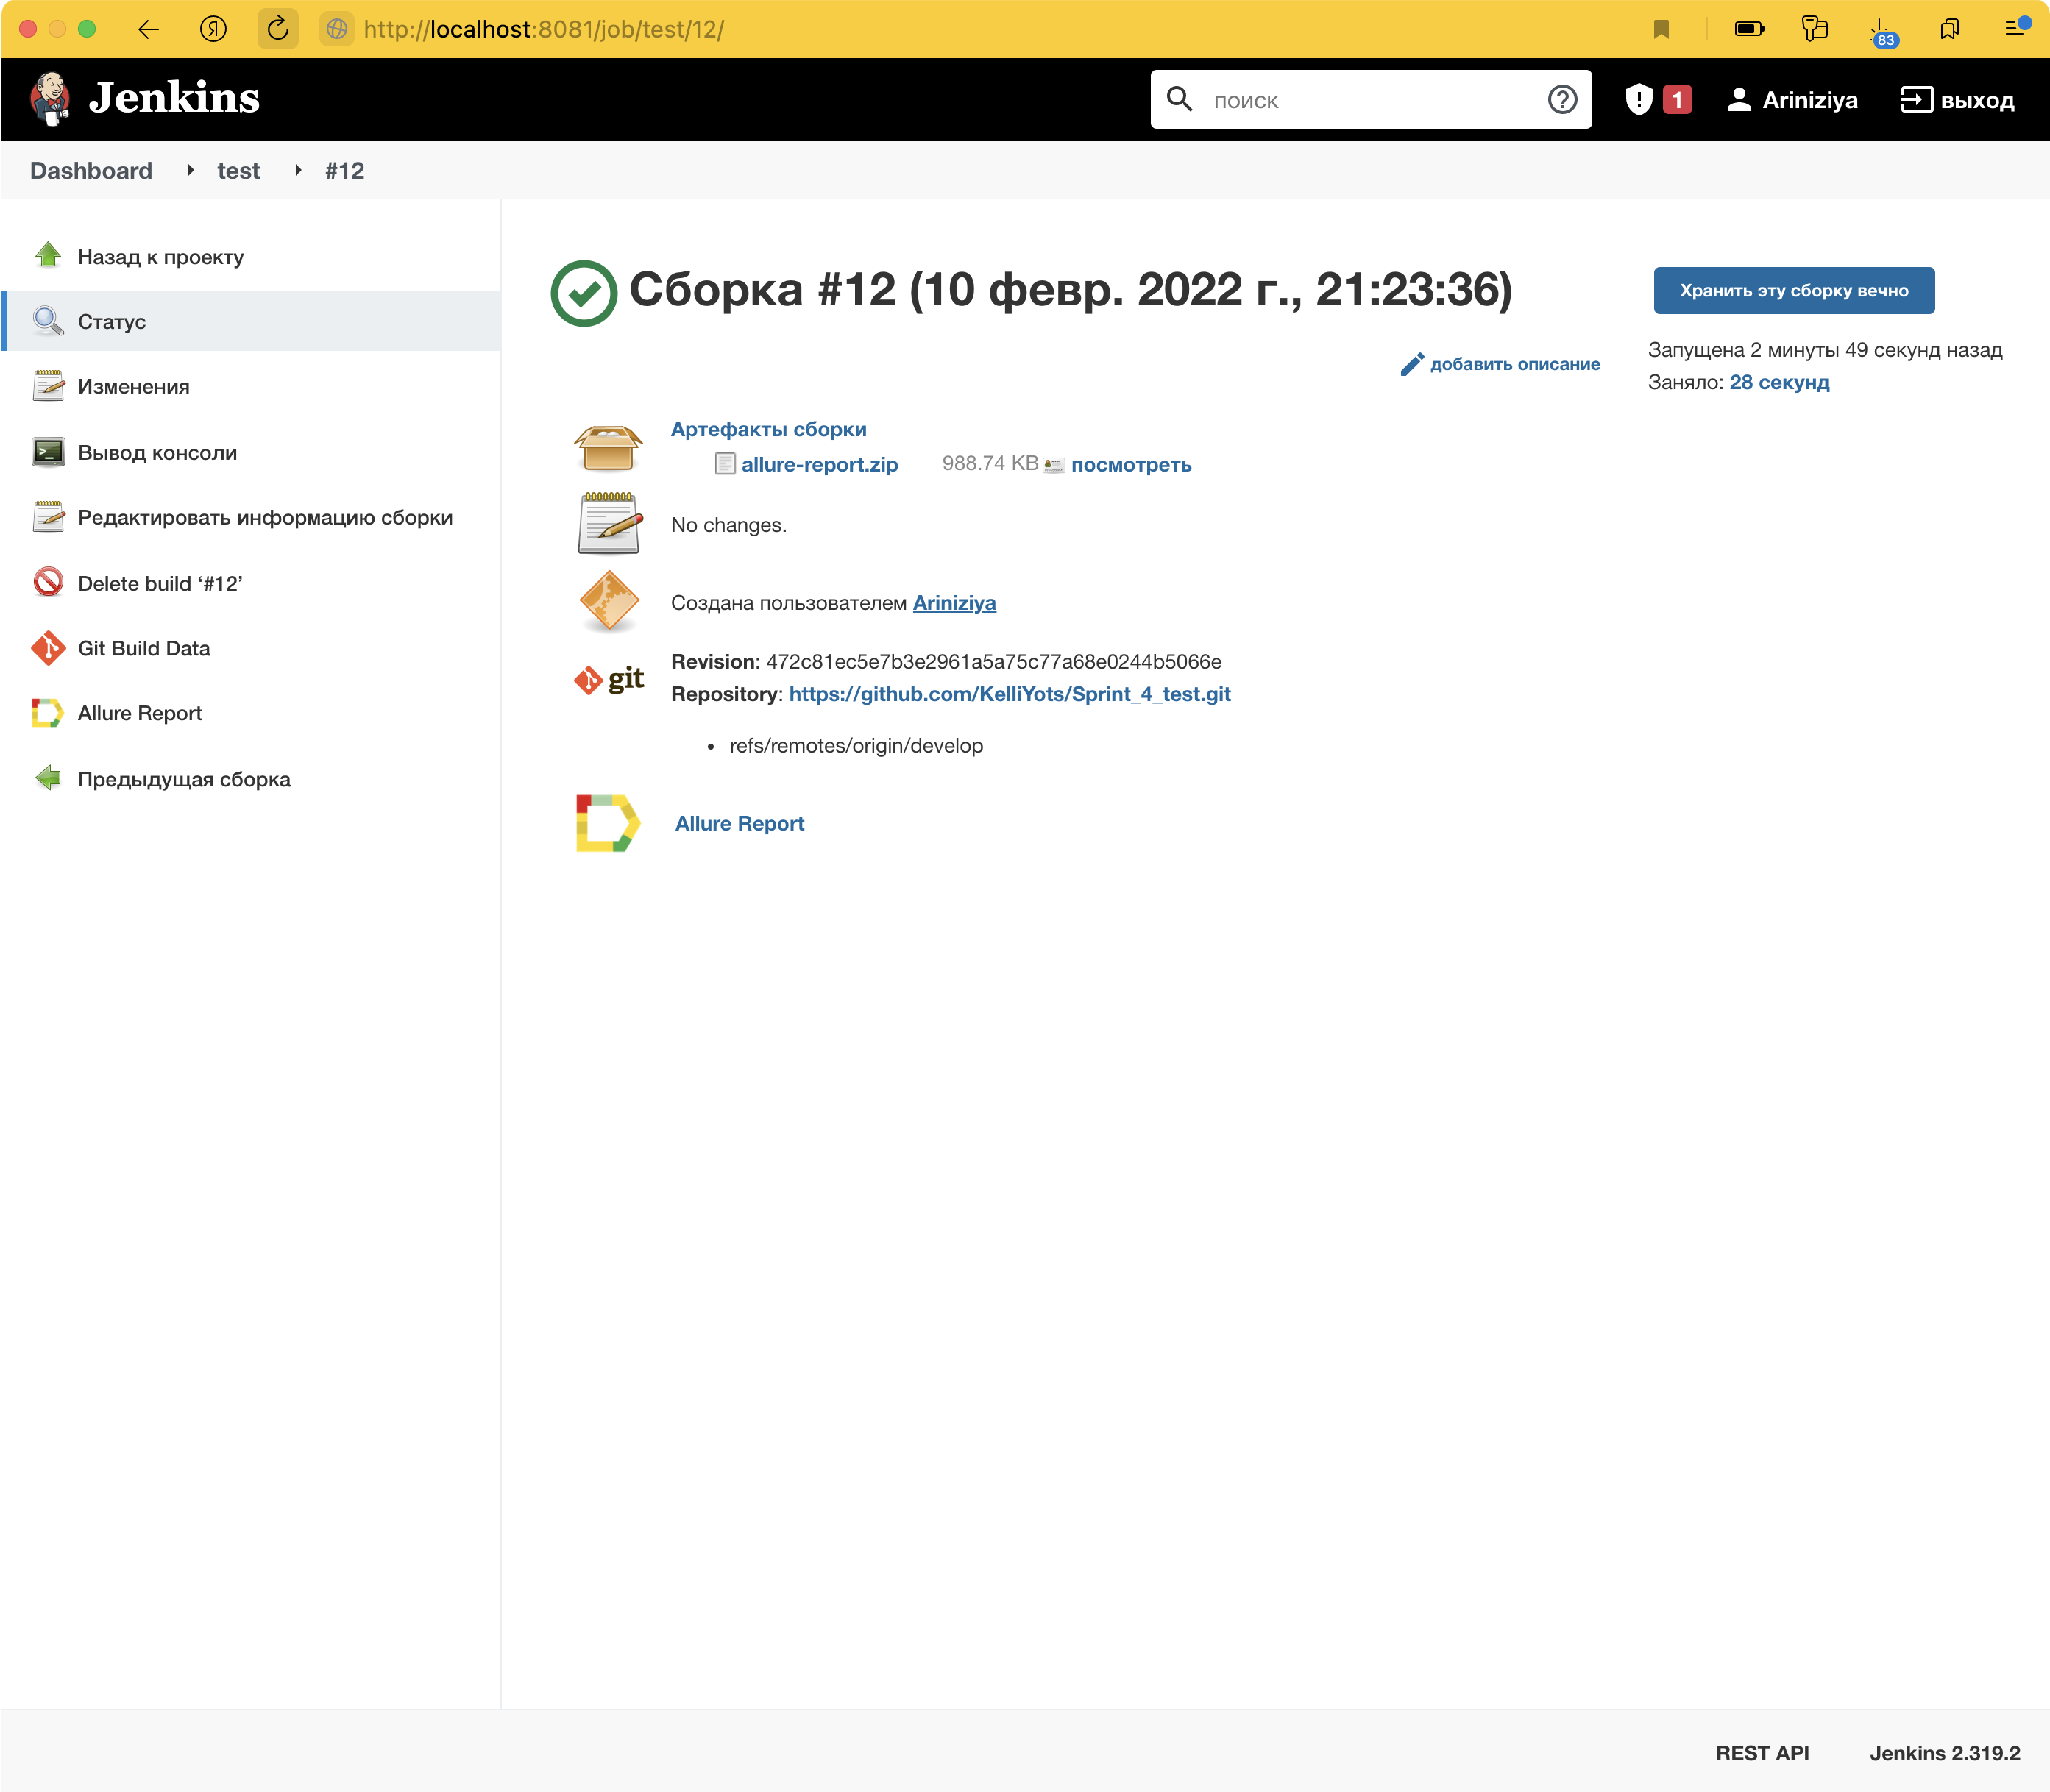 http://localhost:8081/job/test/12/
83
Jenkins
поиск
1
Ariniziya
выход
Dashboard
test
#12
Назад к проекту
Статус
Изменения
Вывод консоли
Редактировать информацию сборки
Delete build ‘#12’
Git Build Data
Allure Report
Предыдущая сборка
Сборка #12 (10 февр. 2022 г., 21:23:36)
Хранить эту сборку вечно
добавить описание
Запущена 2 минуты 49 секунд назад
Заняло: 28 секунд
Артефакты сборки
allure-report.zip 988.74 KB посмотреть
No changes.
Создана пользователем Ariniziya
git
Revision: 472c81ec5e7b3e2961a5a75c77a68e0244b5066e
Repository: https://github.com/KelliYots/Sprint_4_test.git
• refs/remotes/origin/develop
Allure Report
REST API
Jenkins 2.319.2